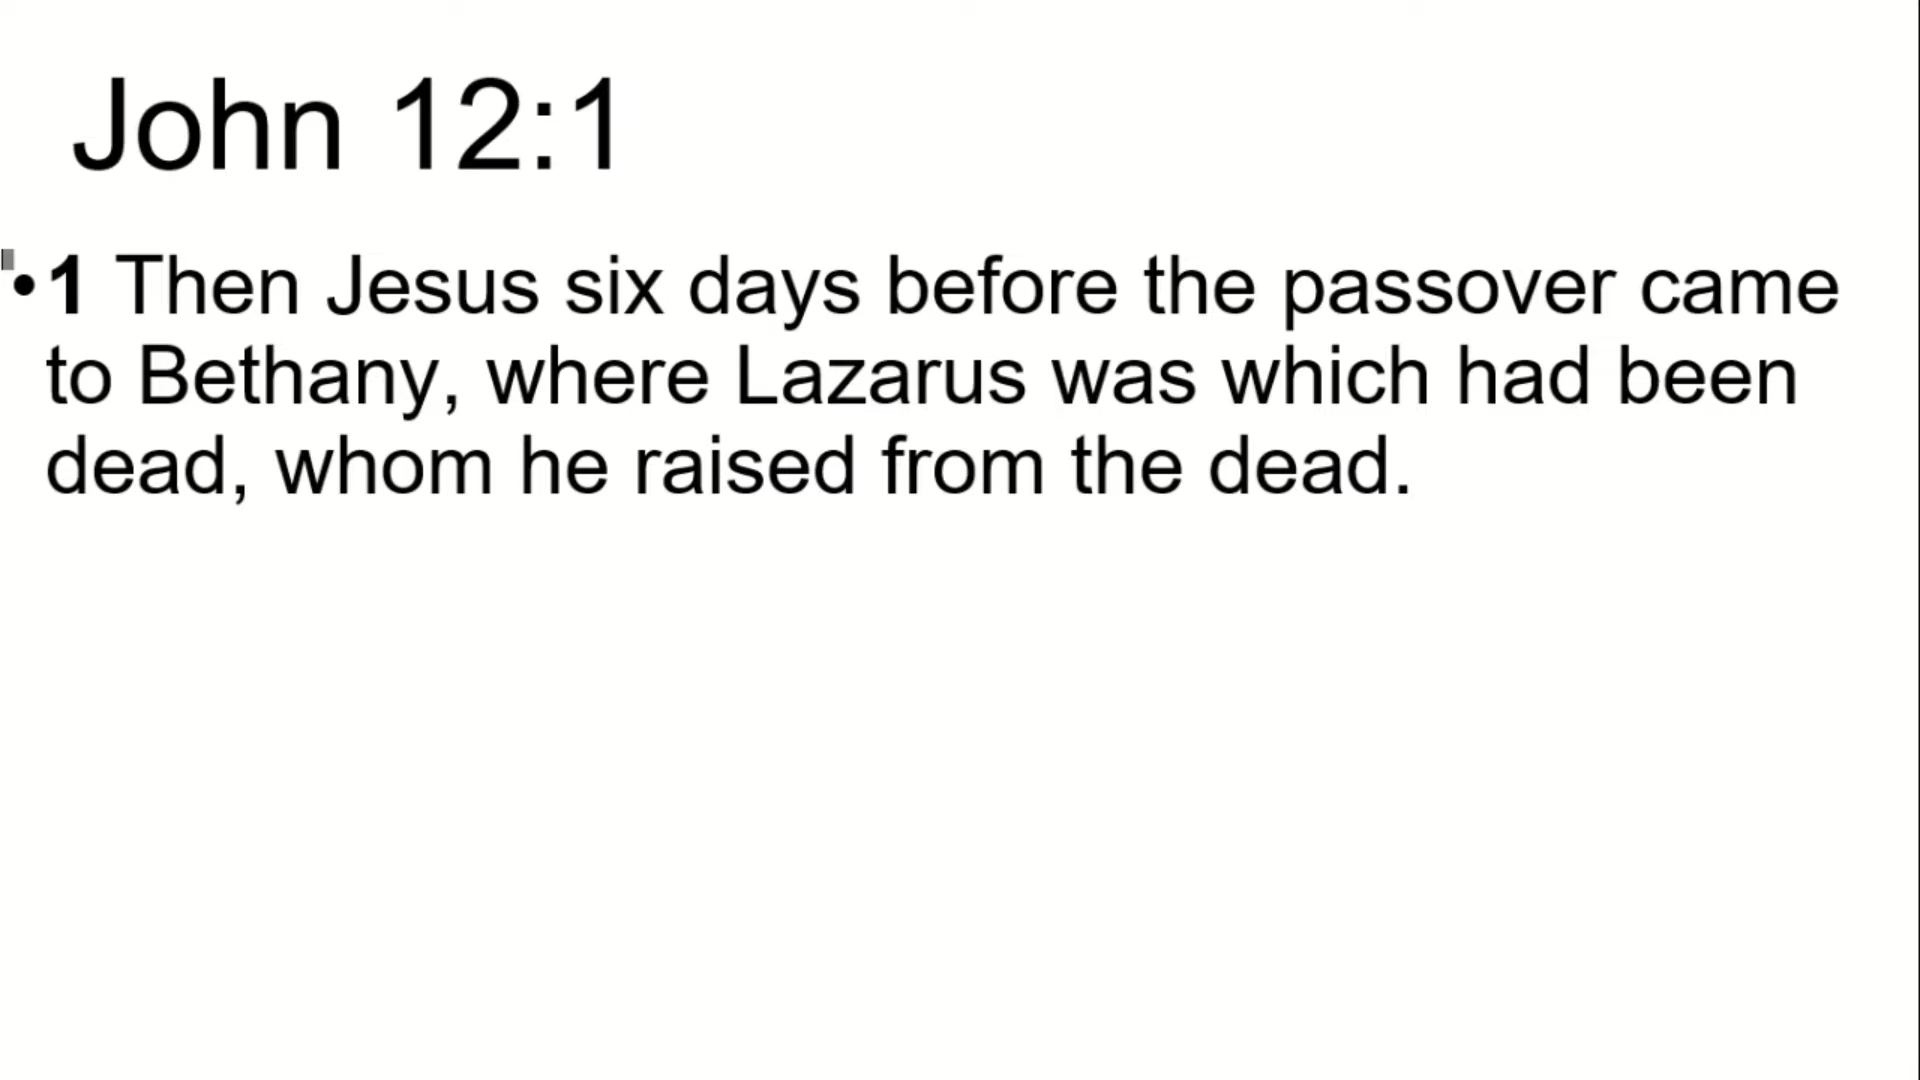 John 12:1
•1 Then Jesus six days before the passover came
to Bethany, where Lazarus was which had been
dead, whom he raised from the dead.